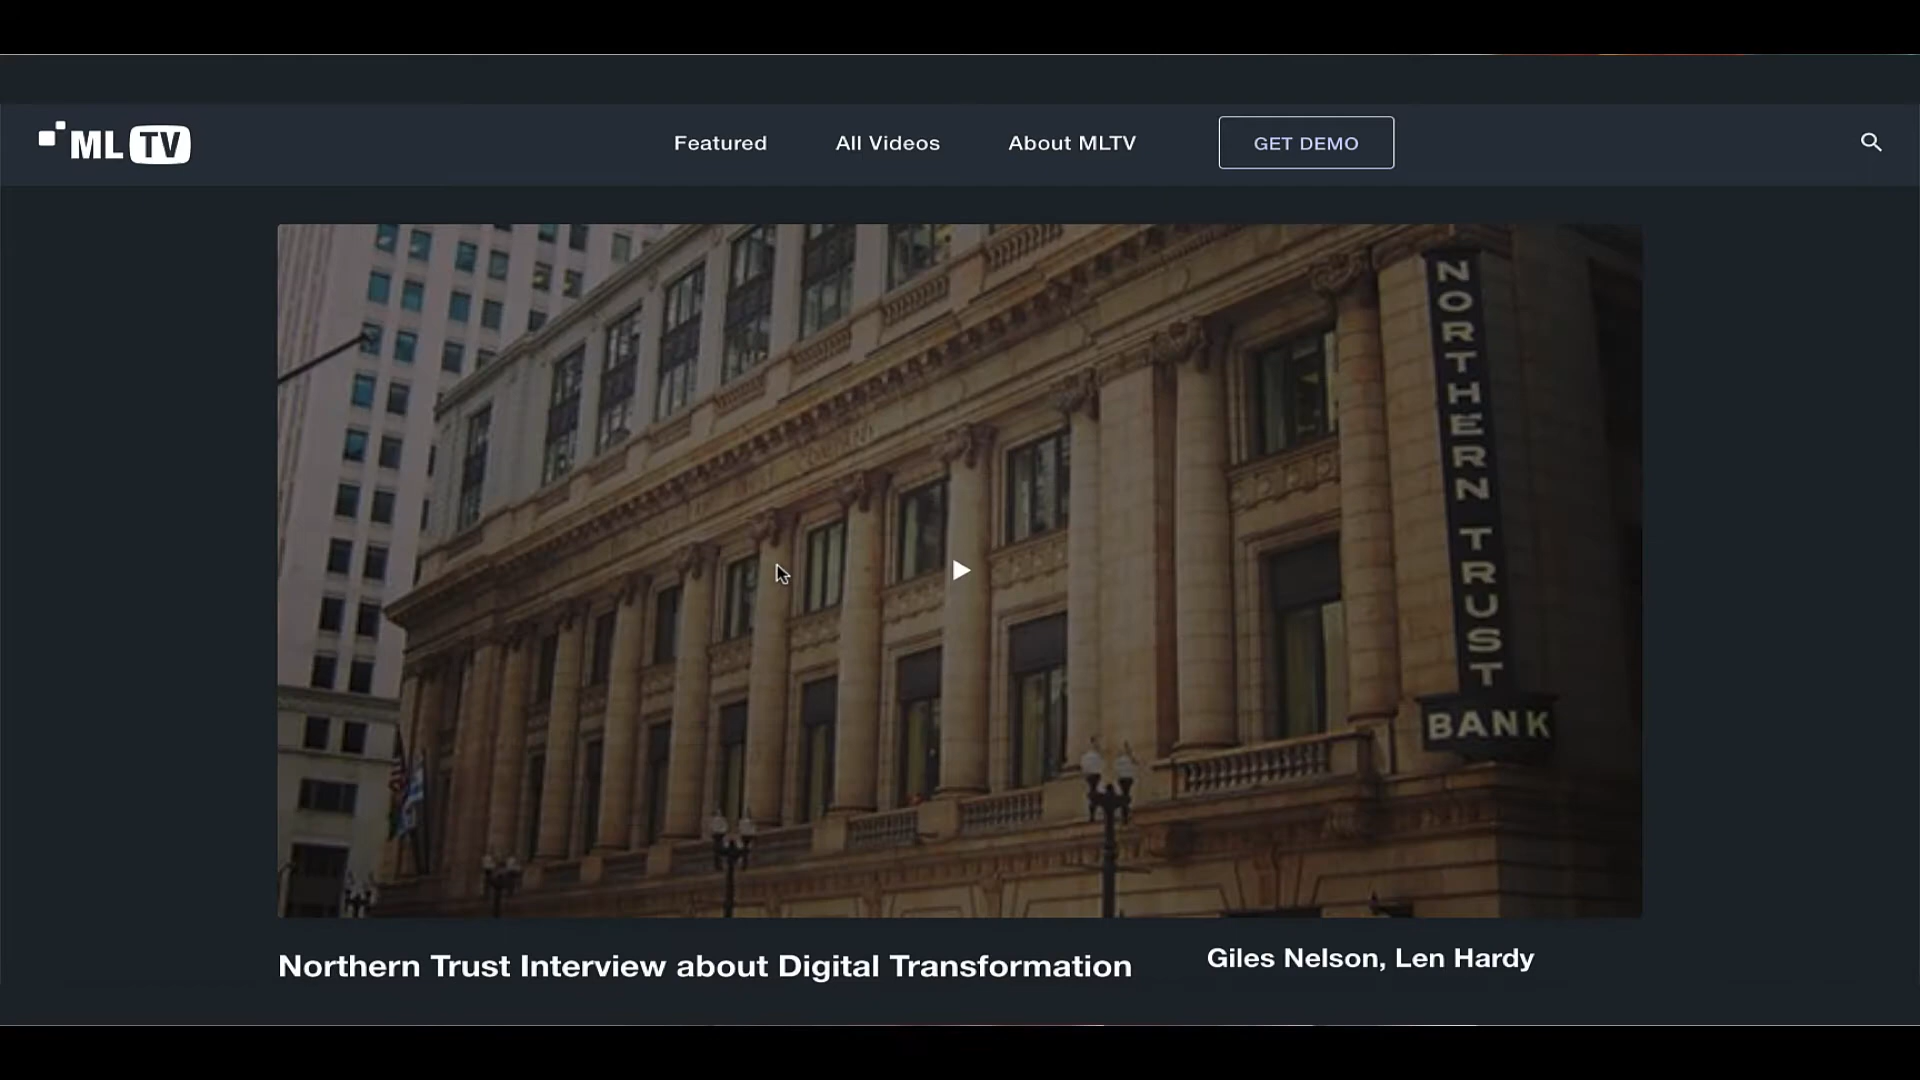 ML TV
Featured
All Videos
About MLTV
GET DEMO
NORTHERN TRUST
BANK
Northern Trust Interview about Digital Transformation
Giles Nelson, Len Hardy